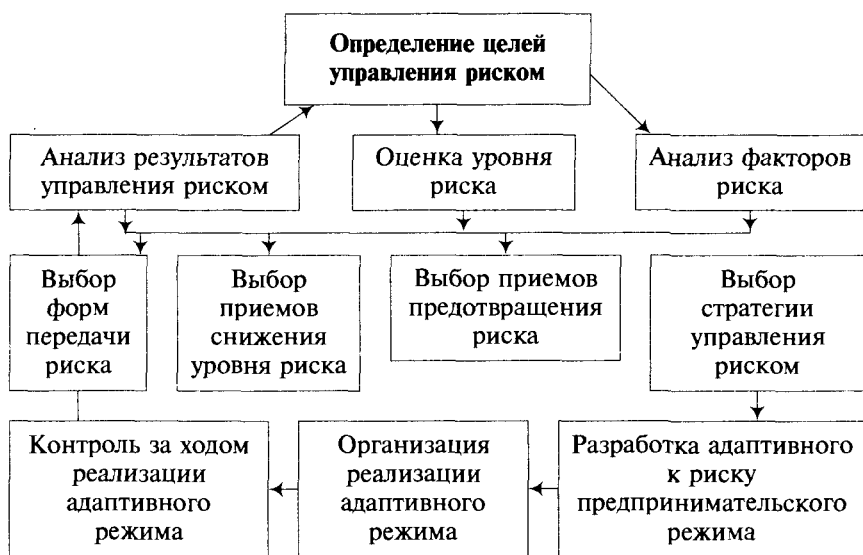 Определение целей
управления риском
Анализ результатов
управления риском
Оценка уровня
риска
Анализ факторов
риска
Выбор
форм
передачи
риска
Выбор
приемов
снижения
уровня риска
Выбор приемов
предотвращения
риска
Выбор
стратегии
управления
риском
Контроль за ходом
реализации
адаптивного
режима
Организация
реализации
адаптивного
режима
Разработка адаптивного
к риску
предпринимательского
режима